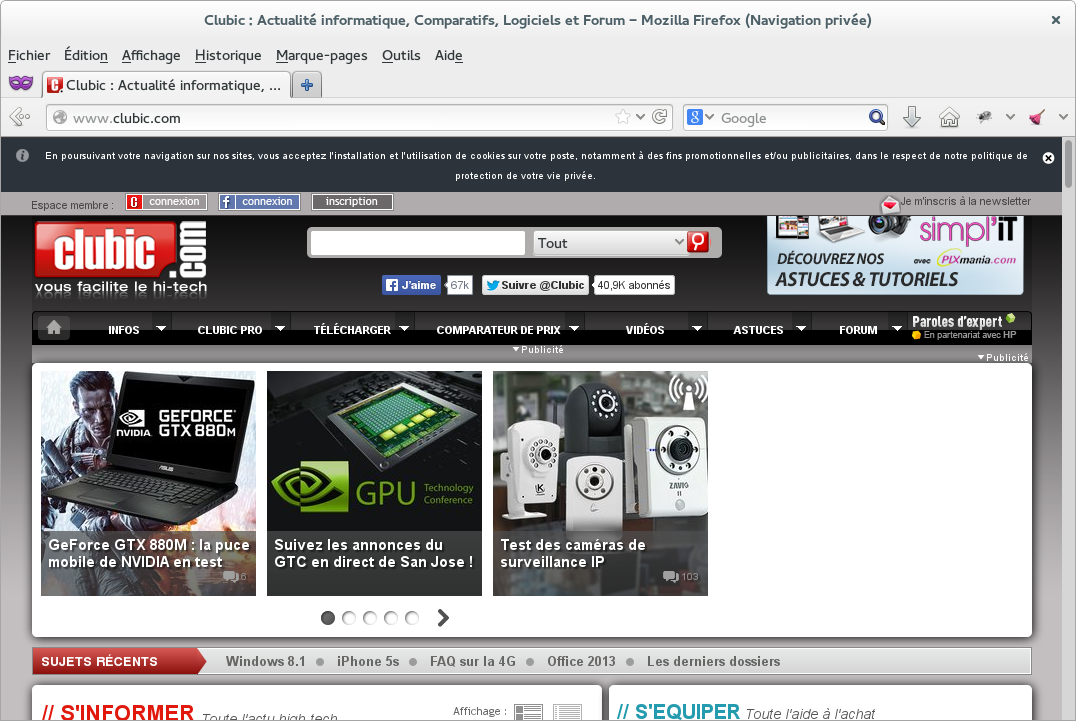 Clubic : Actualité informatique, Comparatifs, Logiciels et Forum – Mozilla Firefox (Navigation privée)
Fichier Édition Affichage Historique Marque-pages Outils Aide
Clubic : Actualité informatique, ...
www.clubic.com
Google
En poursuivant votre navigation sur nos sites, vous acceptez l'installation et l'utilisation de cookies sur votre poste, notamment à des fins promotionnelles et/ou publicitaires, dans le respect de notre politique de
protection de votre vie privée.
Espace membre : connexion connexion inscription Je m'inscris à la newsletter
clubic.com
vous facilite le hi-tech
Tout
J'aime 67k Suivre @Clubic 40,9K abonnés
simpl'iT
DÉCOUVREZ NOS avec PIXmania.com
ASTUCES & TUTORIELS
INFOS CLUBIC PRO TÉLÉCHARGER COMPARATEUR DE PRIX VIDÉOS ASTUCES FORUM
Paroles d'expert
En partenariat avec HP
Publicité
Publicité
NVIDIA
GEFORCE
GTX 880M
ASUS
GeForce GTX 880M : la puce
mobile de NVIDIA en test
6
NVIDIA
GPU Technology
Conference
Suivez les annonces du
GTC en direct de San Jose !
K
ZAVIO
Test des caméras de
surveillance IP
103
SUJETS RÉCENTS Windows 8.1 iPhone 5s FAQ sur la 4G Office 2013 Les derniers dossiers
// S'INFORMER Toute l'actu high-tech
Affichage :
// S'EQUIPER Toute l'aide à l'achat